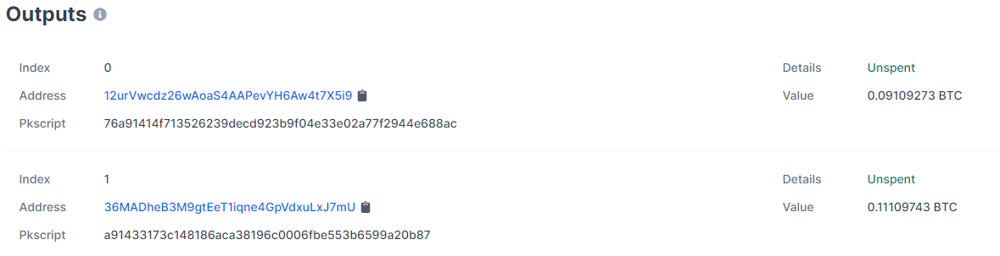 Outputs
Index 0 Details Unspent
Address 12urVwcdz26wAoaS4AAPevYH6Aw4t7X5i9 Value 0.09109273 BTC
Pkscript 76a91414f713526239decd923b9f04e33e02a77f2944e688ac
Index 1 Details Unspent
Address 36MADheB3M9gtEeT1iqne4GpVdxuLxJ7mU Value 0.11109743 BTC
Pkscript a91433173c148186aca38196c0006fbe553b6599a20b87